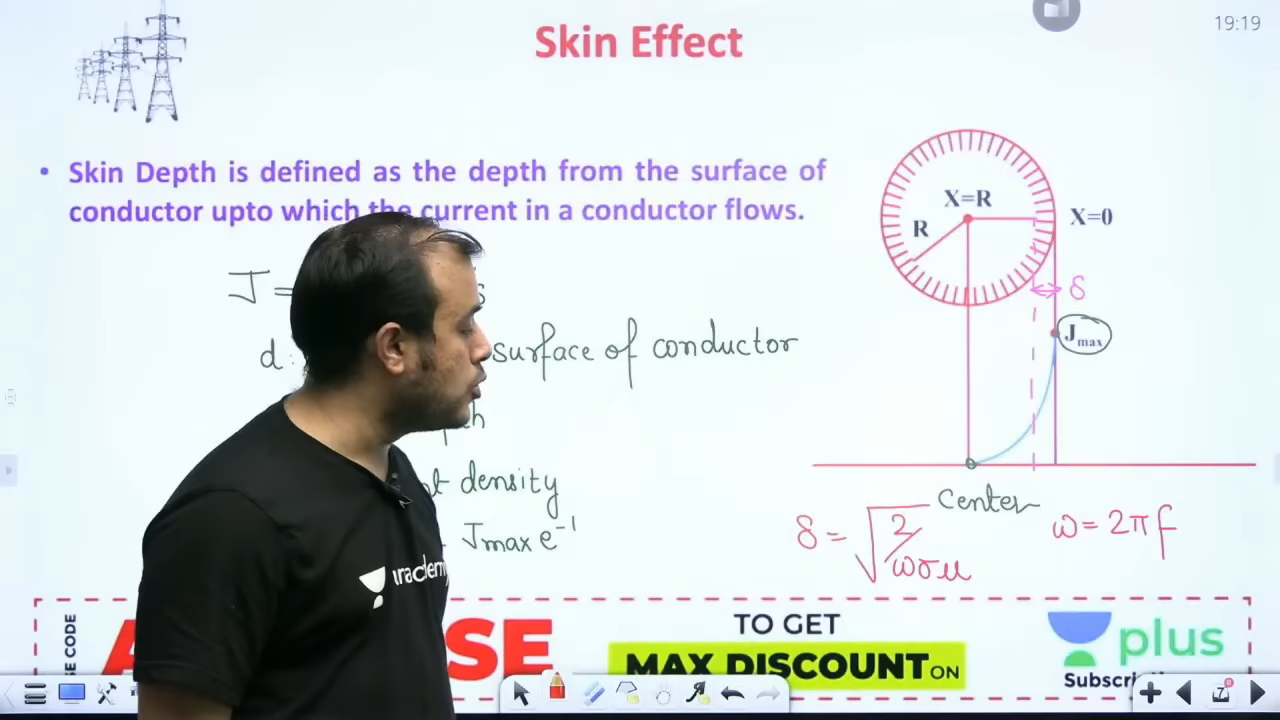 19:19
Skin Effect
• Skin Depth is defined as the depth from the surface of
conductor upto which the current in a conductor flows.
X=R
R
X=0
δ
Jmax
J =
d:
surface of conductor
density
Jmax e⁻¹
Center
δ = √2/ωσμ
ω = 2πf
TO GET
MAX DISCOUNT ON
plus